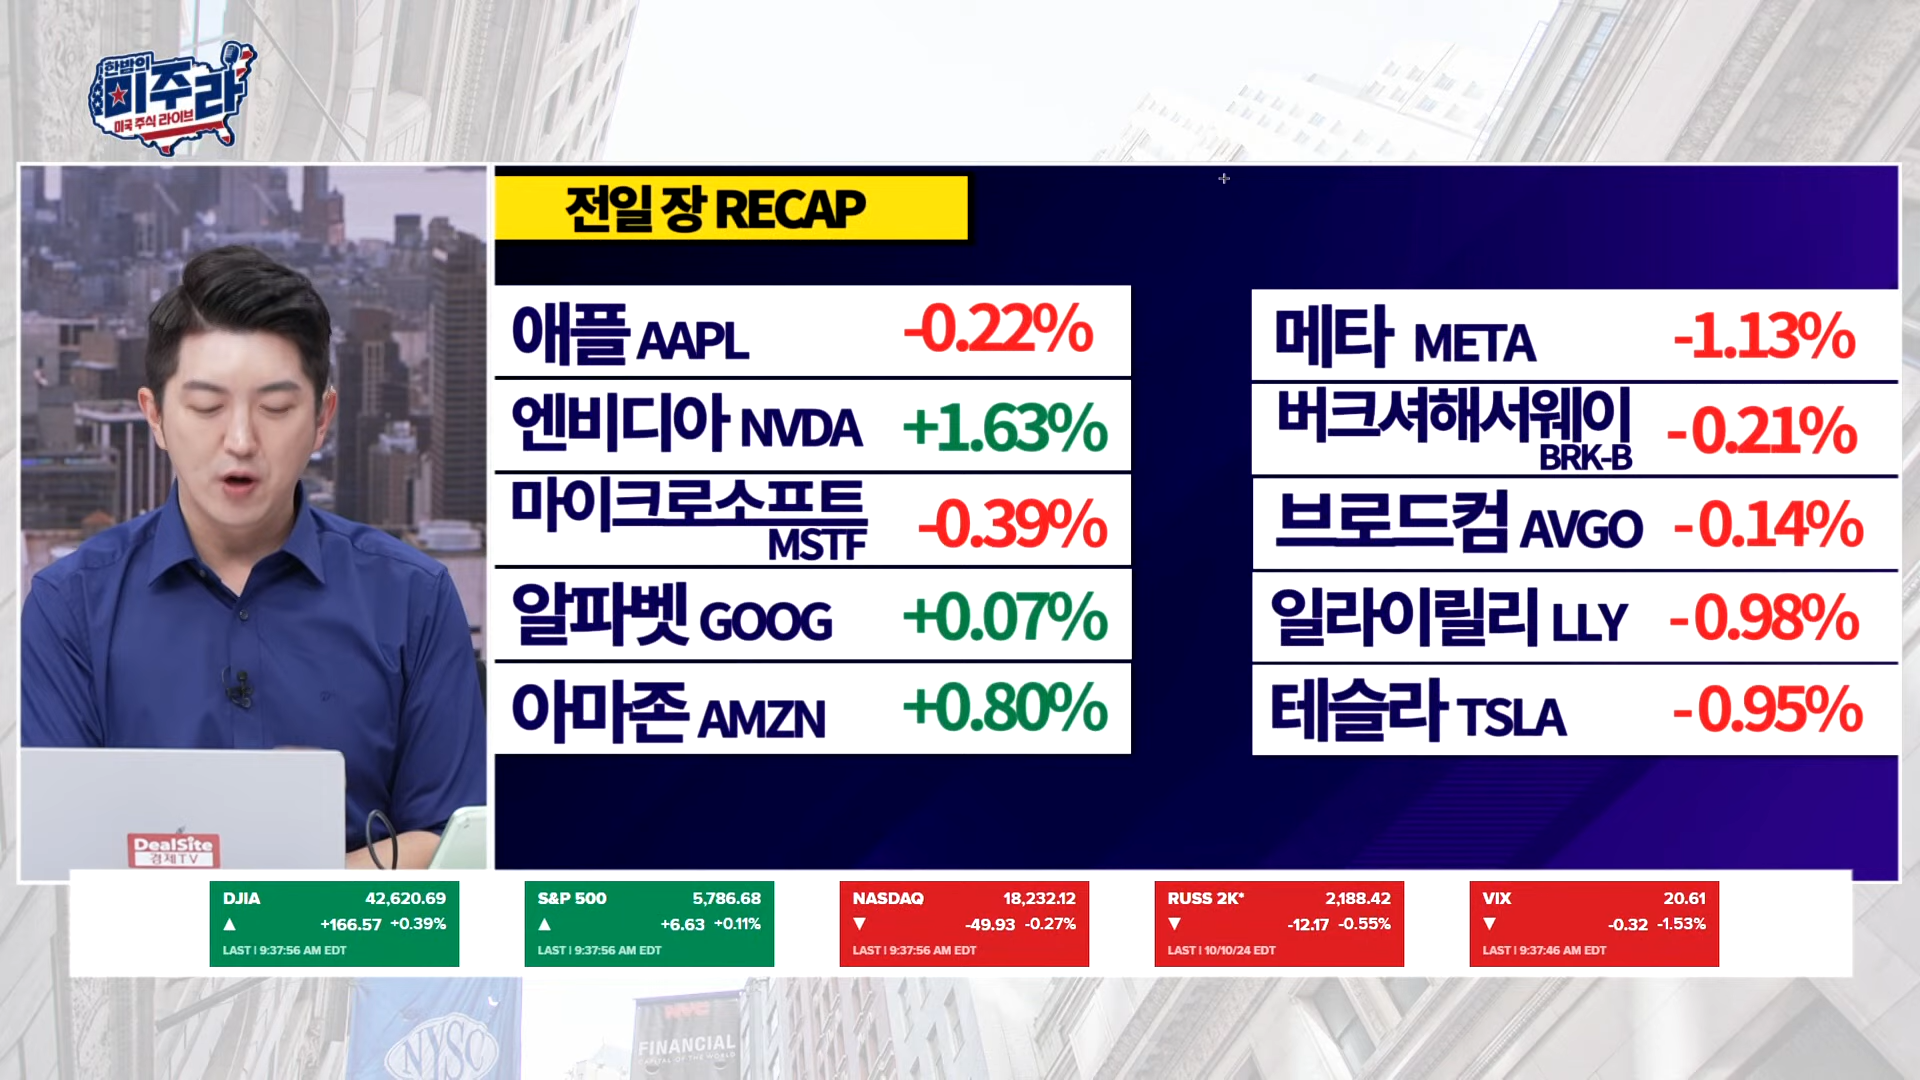 한밤의
미주라
미국 주식 라이브
전일 장 RECAP
애플 AAPL -0.22%
엔비디아 NVDA +1.63%
마이크로소프트 MSTF -0.39%
알파벳 GOOG +0.07%
아마존 AMZN +0.80%
메타 META -1.13%
버크셔해서웨이 BRK-B -0.21%
브로드컴 AVGO -0.14%
일라이릴리 LLY -0.98%
테슬라 TSLA -0.95%
DealSite
경제TV
DJIA 42,620.69
▲ +166.57 +0.39%
LAST | 9:37:56 AM EDT
S&P 500 5,786.68
▲ +6.63 +0.11%
LAST | 9:37:56 AM EDT
NASDAQ 18,232.12
▼ -49.93 -0.27%
LAST | 9:37:56 AM EDT
RUSS 2K* 2,188.42
▼ -12.17 -0.55%
LAST | 10/10/24 EDT
VIX 20.61
▼ -0.32 -1.53%
LAST | 9:37:46 AM EDT
NYSC
NYC
FINANCIAL
CAPITAL OF THE WORLD